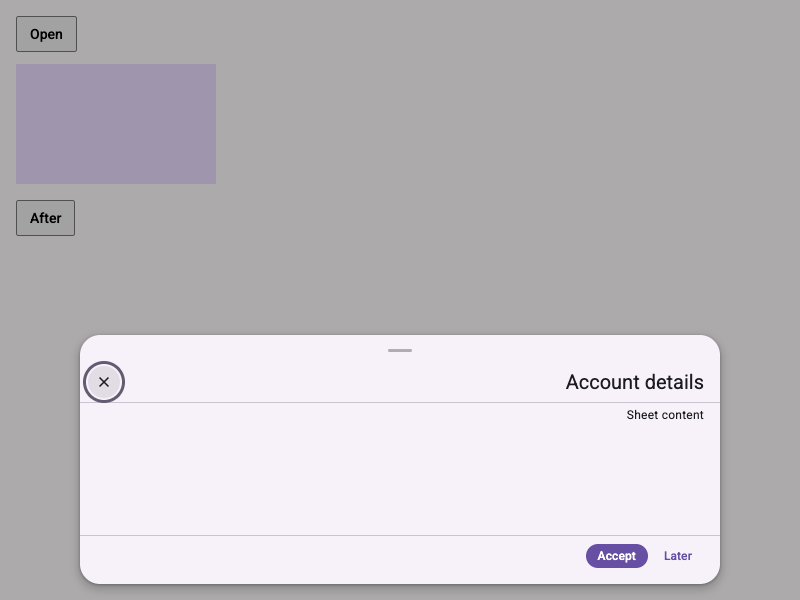 Open
After
Account details
Sheet content
Accept
Later